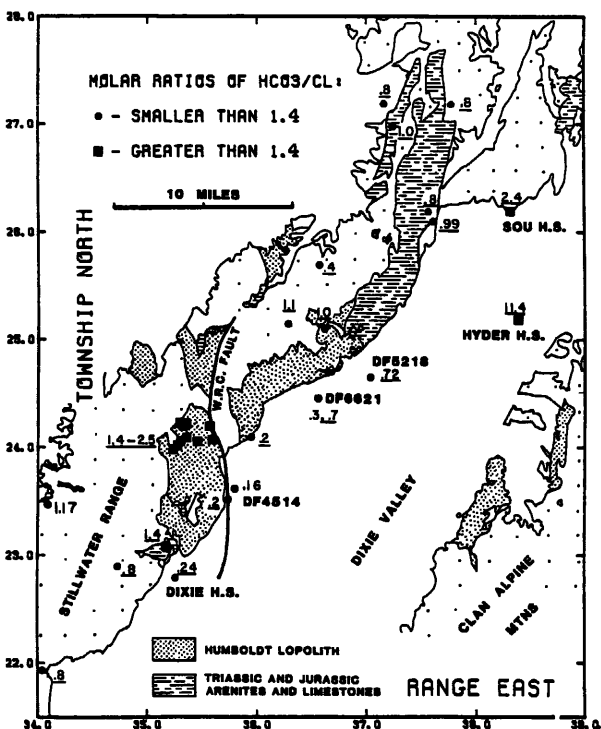 28.0
MOLAR RATIOS OF HCO3/CL:
● - SMALLER THAN 1.4
■ - GREATER THAN 1.4
10 MILES
27.0
26.0
25.0
24.0
23.0
22.0
TOWNSHIP NORTH
.8
.8
1.0
.8
.99
2.4
SOU H.S.
.4
1.1
1.0
11.4
HYDER H.S.
W.R.C. FAULT
DF5218
.72
DF6621
.3, .7
.2
1.4-2.5
.16
DF4514
.2
1.17
STILLWATER RANGE
DIXIE VALLEY
1.4
.8
.24
DIXIE H.S.
CLAN ALPINE
MTNS
.8
HUMBOLDT LOPOLITH
TRIASSIC AND JURASSIC
ARENITES AND LIMESTONES
RANGE EAST
34.0 35.0 36.0 37.0 38.0 39.0